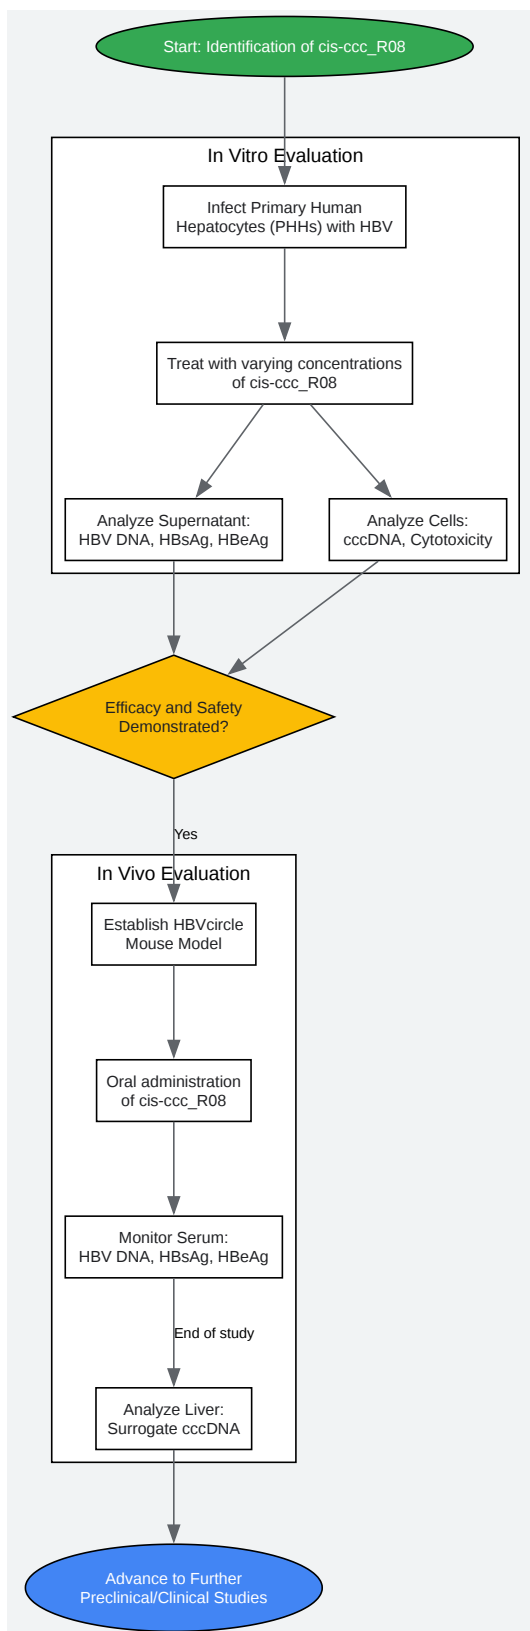 Start: Identification of cis-ccc_R08
In Vitro Evaluation
Infect Primary Human
Hepatocytes (PHHs) with HBV
Treat with varying concentrations
of cis-ccc_R08
Analyze Supernatant:
HBV DNA, HBsAg, HBeAg
Analyze Cells:
cccDNA, Cytotoxicity
Efficacy and Safety
Demonstrated?
Yes
In Vivo Evaluation
Establish HBVcircle
Mouse Model
Oral administration
of cis-ccc_R08
Monitor Serum:
HBV DNA, HBsAg, HBeAg
End of study
Analyze Liver:
Surrogate cccDNA
Advance to Further
Preclinical/Clinical Studies